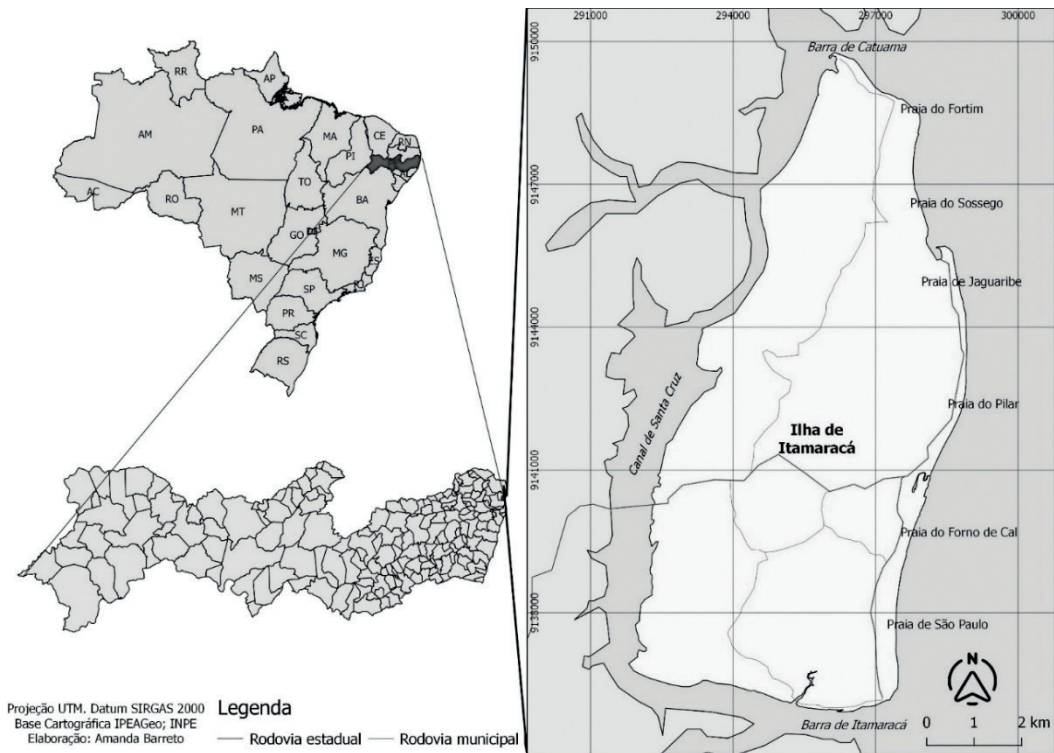 RR
AP
AM
PA
MA
CE
RN
PI
AC
RO
TO
AL
BA
MT
GO
DF
MG
ES
MS
SP
PR
SC
RS
291000
294000
297000
300000
9150000
9147000
9144000
9141000
9138000
Barra de Catuama
Praia do Fortim
Praia do Sossego
Praia de Jaguaribe
Praia do Pilar
Canal de Santa Cruz
Ilha de
Itamaracá
Praia do Forno de Cal
Praia de São Paulo
Barra de Itamaracá
N
0 1 2 km
Projeção UTM. Datum SIRGAS 2000
Base Cartográfica IPEAGeo; INPE
Elaboração: Amanda Barreto
Legenda
Rodovia estadual
Rodovia municipal